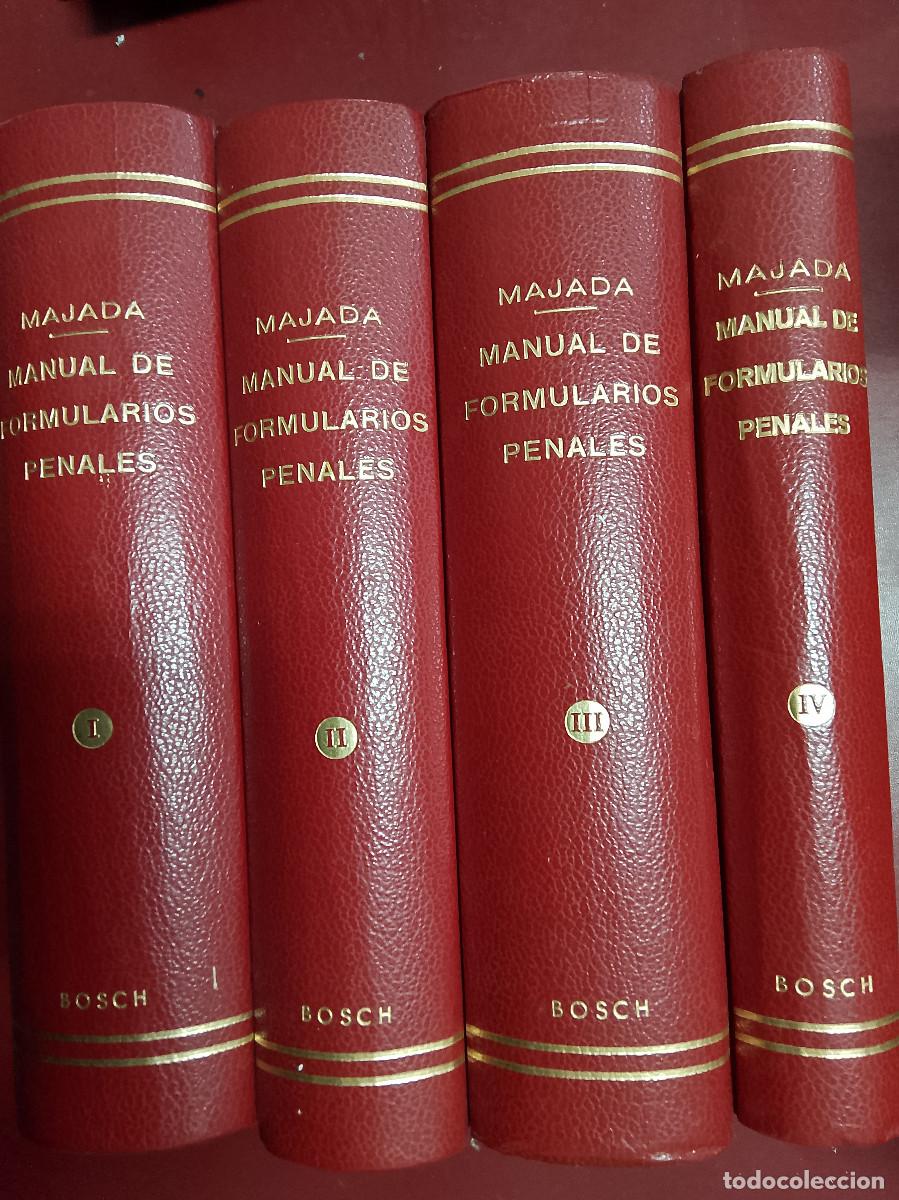 MAJADA
MANUAL DE
FORMULARIOS
PENALES
I
BOSCH
MAJADA
MANUAL DE
FORMULARIOS
PENALES
II
BOSCH
MAJADA
MANUAL DE
FORMULARIOS
PENALES
III
BOSCH
MAJADA
MANUAL DE
FORMULARIOS
PENALES
IV
BOSCH
todocoleccion